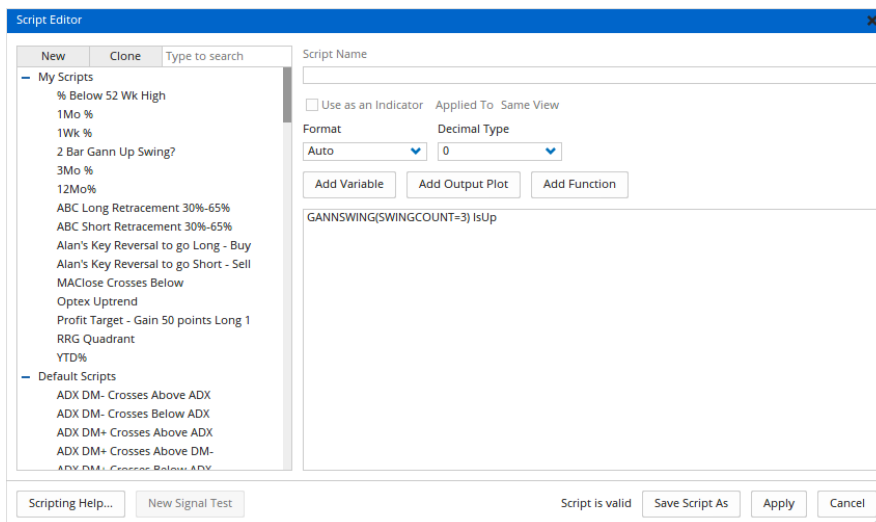 Script Editor
New Clone Type to search
My Scripts
% Below 52 Wk High
1Mo %
1Wk %
2 Bar Gann Up Swing?
3Mo %
12Mo%
ABC Long Retracement 30%-65%
ABC Short Retracement 30%-65%
Alan's Key Reversal to go Long - Buy
Alan's Key Reversal to go Short - Sell
MAClose Crosses Below
Optex Uptrend
Profit Target - Gain 50 points Long 1
RRG Quadrant
YTD%
Default Scripts
ADX DM- Crosses Above ADX
ADX DM- Crosses Below ADX
ADX DM+ Crosses Above ADX
ADX DM+ Crosses Above DM-
ADX DM+ Crosses Below ADX
Script Name
Use as an Indicator Applied To Same View
Format Decimal Type
Auto 0
Add Variable Add Output Plot Add Function
GANNSWING(SWINGCOUNT=3) IsUp
Scripting Help... New Signal Test Script is valid Save Script As Apply Cancel